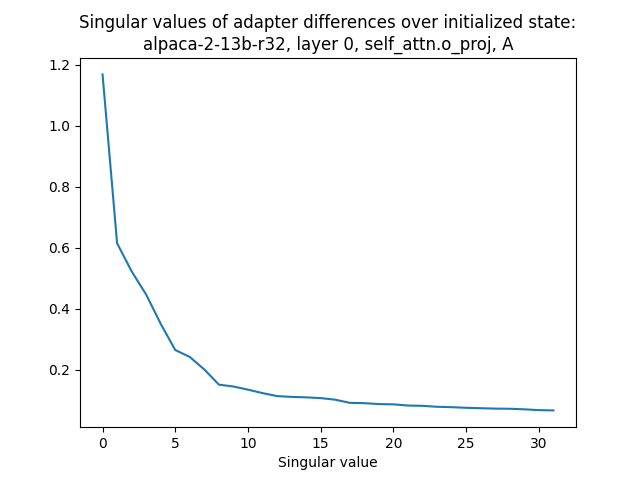 Singular values of adapter differences over initialized state:
alpaca-2-13b-r32, layer 0, self_attn.o_proj, A
1.2
1.0
0.8
0.6
0.4
0.2
0 5 10 15 20 25 30
Singular value